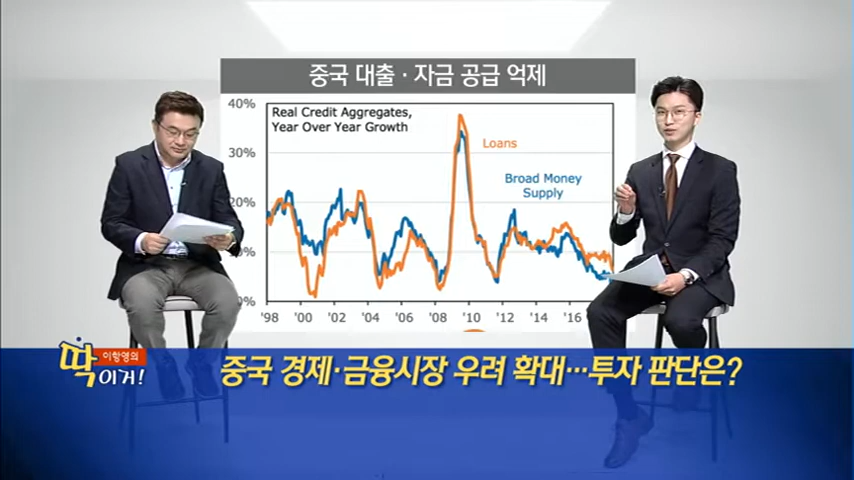 중국 대출 · 자금 공급 억제
40%
Real Credit Aggregates,
Year Over Year Growth
Loans
30%
Broad Money
Supply
20%
10%
0%
'98 '00 '02 '04 '06 '08 '10 '12 '14 '16
이항영의
딱
이거!
중국 경제·금융시장 우려 확대…투자 판단은?